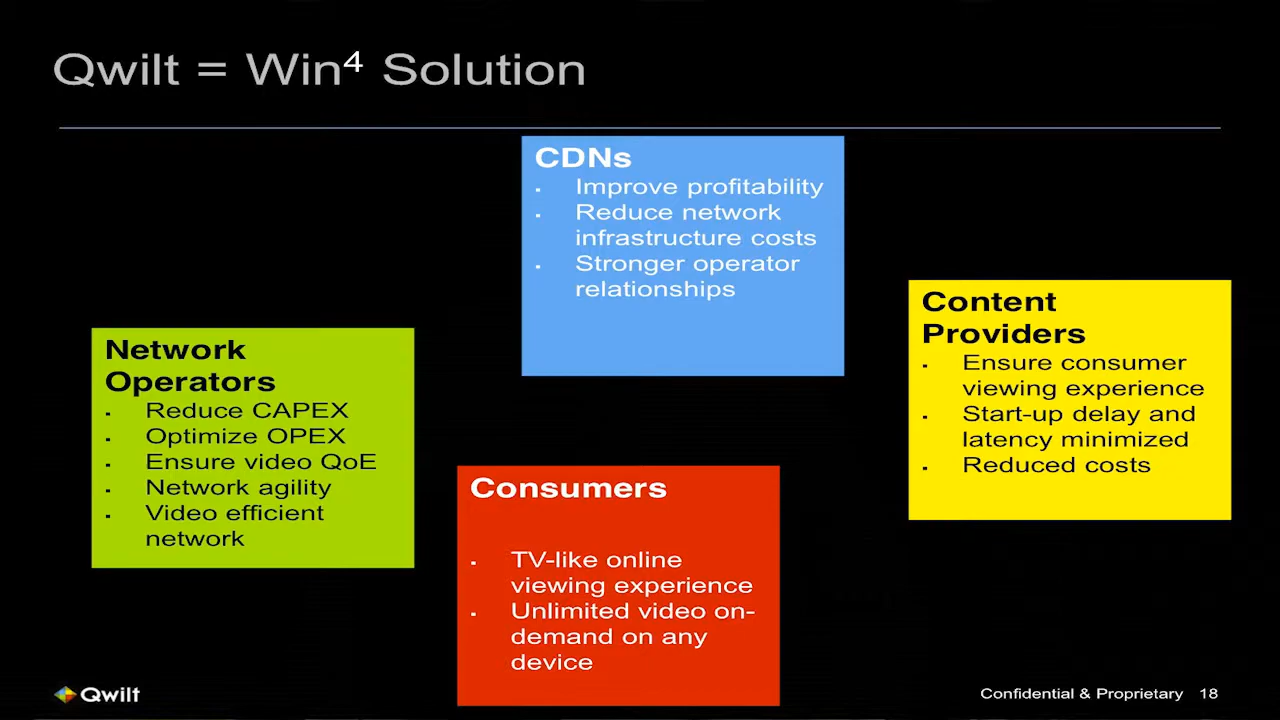 Qwilt = Win⁴ Solution
CDNs
▪ Improve profitability
▪ Reduce network
infrastructure costs
▪ Stronger operator
relationships
Content
Providers
▪ Ensure consumer
viewing experience
▪ Start-up delay and
latency minimized
▪ Reduced costs
Network
Operators
▪ Reduce CAPEX
▪ Optimize OPEX
▪ Ensure video QoE
▪ Network agility
▪ Video efficient
network
Consumers
▪ TV-like online
viewing experience
▪ Unlimited video on-
demand on any
device
Qwilt
Confidential & Proprietary 18